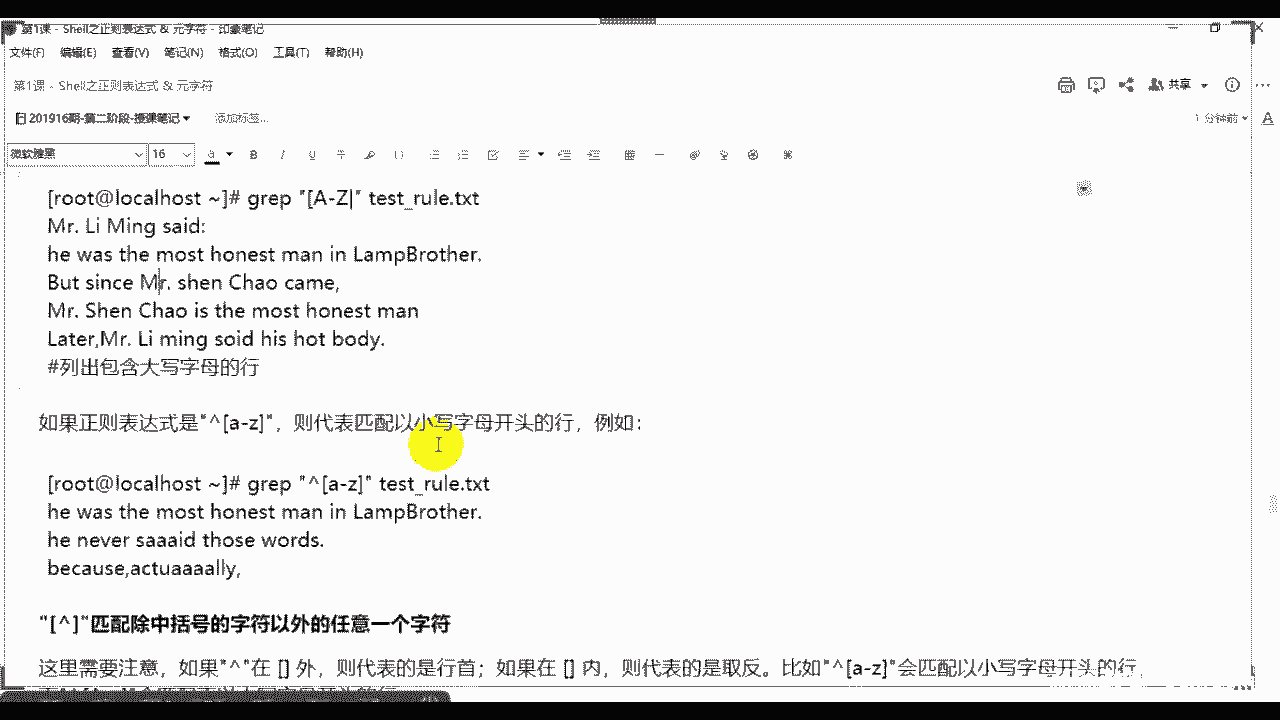 第1课 - Shell之正则表达式 & 元字符 - 印象笔记
文件(F) 编辑(E) 查看(V) 笔记(N) 格式(O) 工具(T) 帮助(H)
第1课 - Shell之正则表达式 & 元字符
共享
201916期-第二阶段-授课笔记
添加标签...
1 分钟前
微软雅黑 16
[root@localhost ~]# grep "[A-Z|" test_rule.txt
Mr. Li Ming said:
he was the most honest man in LampBrother.
But since Mr. shen Chao came,
Mr. Shen Chao is the most honest man
Later,Mr. Li ming soid his hot body.
#列出包含大写字母的行
如果正则表达式是"^[a-z]"，则代表匹配以小写字母开头的行，例如：
[root@localhost ~]# grep "^[a-z]" test_rule.txt
he was the most honest man in LampBrother.
he never saaaid those words.
because,actuaaaally,
"[^]"匹配除中括号的字符以外的任意一个字符
这里需要注意，如果"^"在 [] 外，则代表的是行首；如果在 [] 内，则代表的是取反。比如"^[a-z]"会匹配以小写字母开头的行